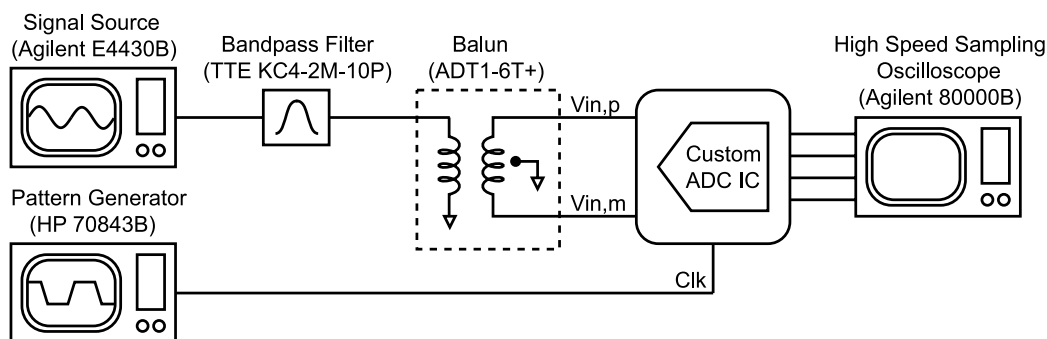 Signal Source
(Agilent E4430B)
Bandpass Filter
(TTE KC4-2M-10P)
Balun
(ADT1-6T+)
High Speed Sampling
Oscilloscope
(Agilent 80000B)
Vin,p
Custom
ADC IC
Vin,m
Pattern Generator
(HP 70843B)
Clk